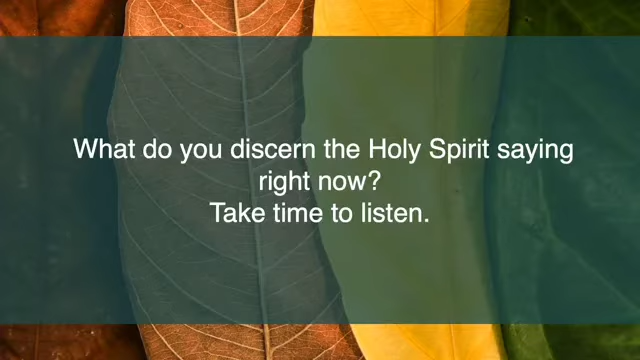 What do you discern the Holy Spirit saying
right now?
Take time to listen.